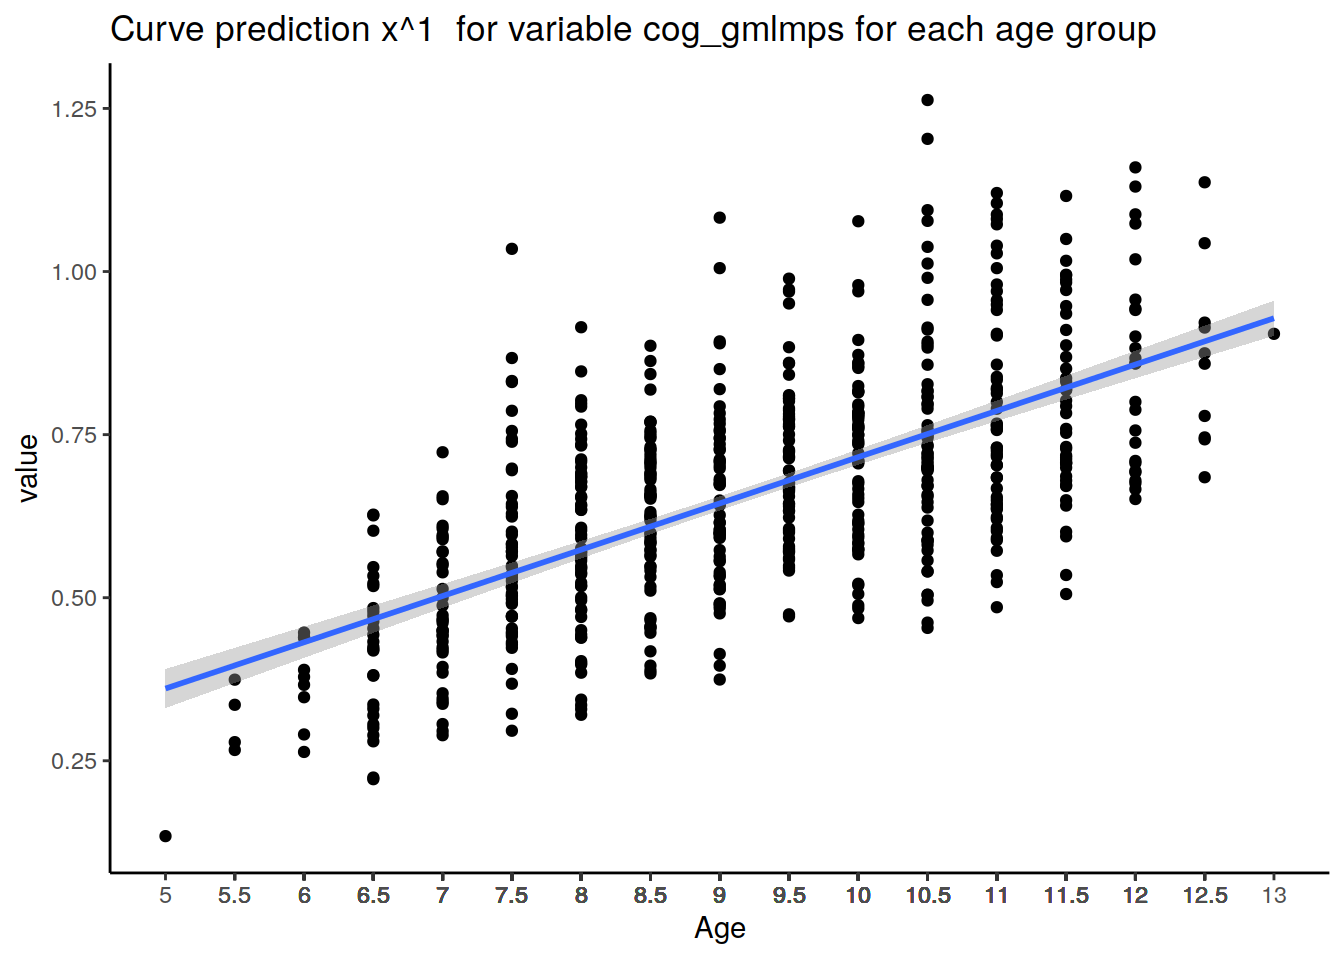 Curve prediction x^1  for variable cog_gmlmps for each age group
value
1.25
1.00
0.75
0.50
0.25
5 5.5 6 6.5 7 7.5 8 8.5 9 9.5 10 10.5 11 11.5 12 12.5 13
Age